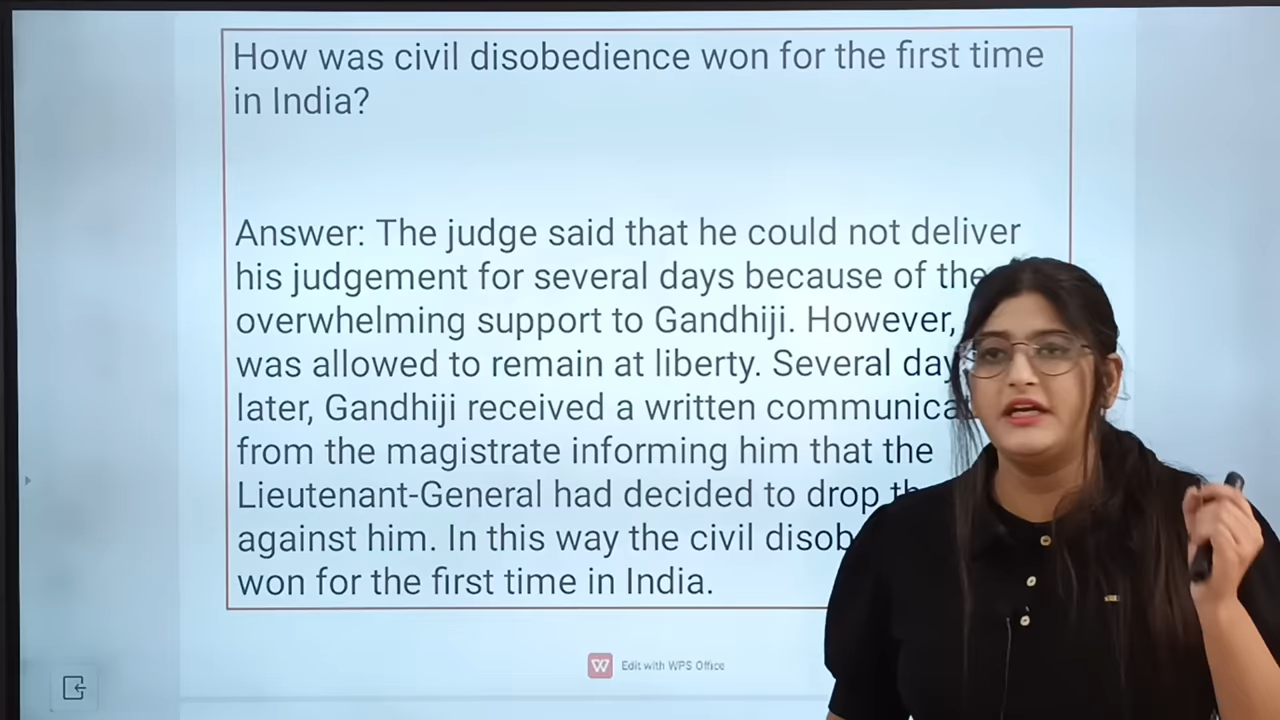 How was civil disobedience won for the first time
in India?
Answer: The judge said that he could not deliver
his judgement for several days because of the
overwhelming support to Gandhiji. However,
was allowed to remain at liberty. Several
later, Gandhiji received a written
from the magistrate informing him that the
Lieutenant-General had decided to drop
against him. In this way the civil
won for the first time in India.
W Edit with WPS Office